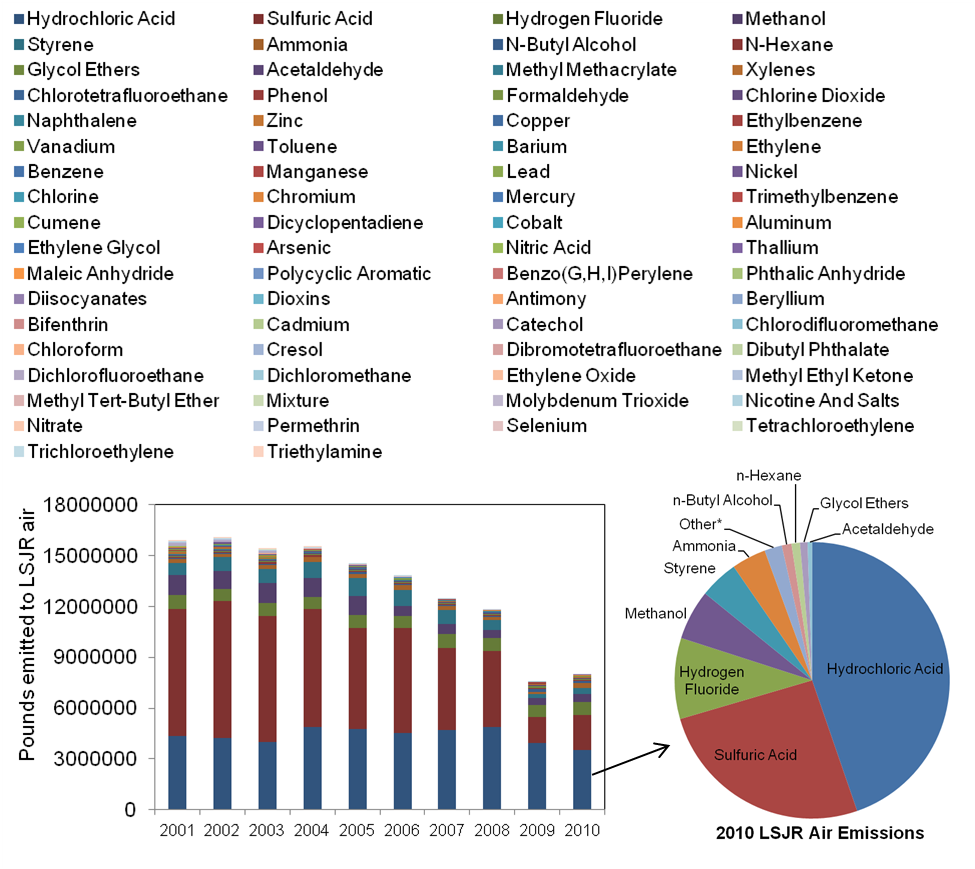 Hydrochloric Acid Sulfuric Acid Hydrogen Fluoride Methanol
Styrene Ammonia N-Butyl Alcohol N-Hexane
Glycol Ethers Acetaldehyde Methyl Methacrylate Xylenes
Chlorotetrafluoroethane Phenol Formaldehyde Chlorine Dioxide
Naphthalene Zinc Copper Ethylbenzene
Vanadium Toluene Barium Ethylene
Benzene Manganese Lead Nickel
Chlorine Chromium Mercury Trimethylbenzene
Cumene Dicyclopentadiene Cobalt Aluminum
Ethylene Glycol Arsenic Nitric Acid Thallium
Maleic Anhydride Polycyclic Aromatic Benzo(G,H,I)Perylene Phthalic Anhydride
Diisocyanates Dioxins Antimony Beryllium
Bifenthrin Cadmium Catechol Chlorodifluoromethane
Chloroform Cresol Dibromotetrafluoroethane Dibutyl Phthalate
Dichlorofluoroethane Dichloromethane Ethylene Oxide Methyl Ethyl Ketone
Methyl Tert-Butyl Ether Mixture Molybdenum Trioxide Nicotine And Salts
Nitrate Permethrin Selenium Tetrachloroethylene
Trichloroethylene Triethylamine
Pounds emitted to LSJR air
18000000
15000000
12000000
9000000
6000000
3000000
0
2001 2002 2003 2004 2005 2006 2007 2008 2009 2010
n-Hexane
n-Butyl Alcohol
Glycol Ethers
Other*
Acetaldehyde
Ammonia
Styrene
Methanol
Hydrogen
Fluoride
Hydrochloric Acid
Sulfuric Acid
2010 LSJR Air Emissions